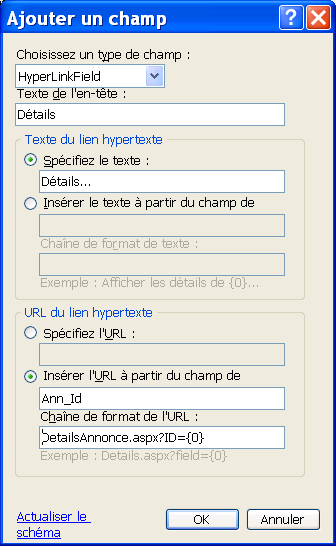 Ajouter un champ
Choisissez un type de champ :
HyperLinkField
Texte de l'en-tête :
Détails
Texte du lien hypertexte
Spécifiez le texte :
Détails...
Insérer le texte à partir du champ de
Chaîne de format de texte :
Exemple : Afficher les détails de {0}...
URL du lien hypertexte
Spécifiez l'URL :
Insérer l'URL à partir du champ de
Ann_Id
Chaîne de format de l'URL :
DetailsAnnonce.aspx?ID={0}
Exemple : Details.aspx?field={0}
Actualiser le
schéma
OK
Annuler